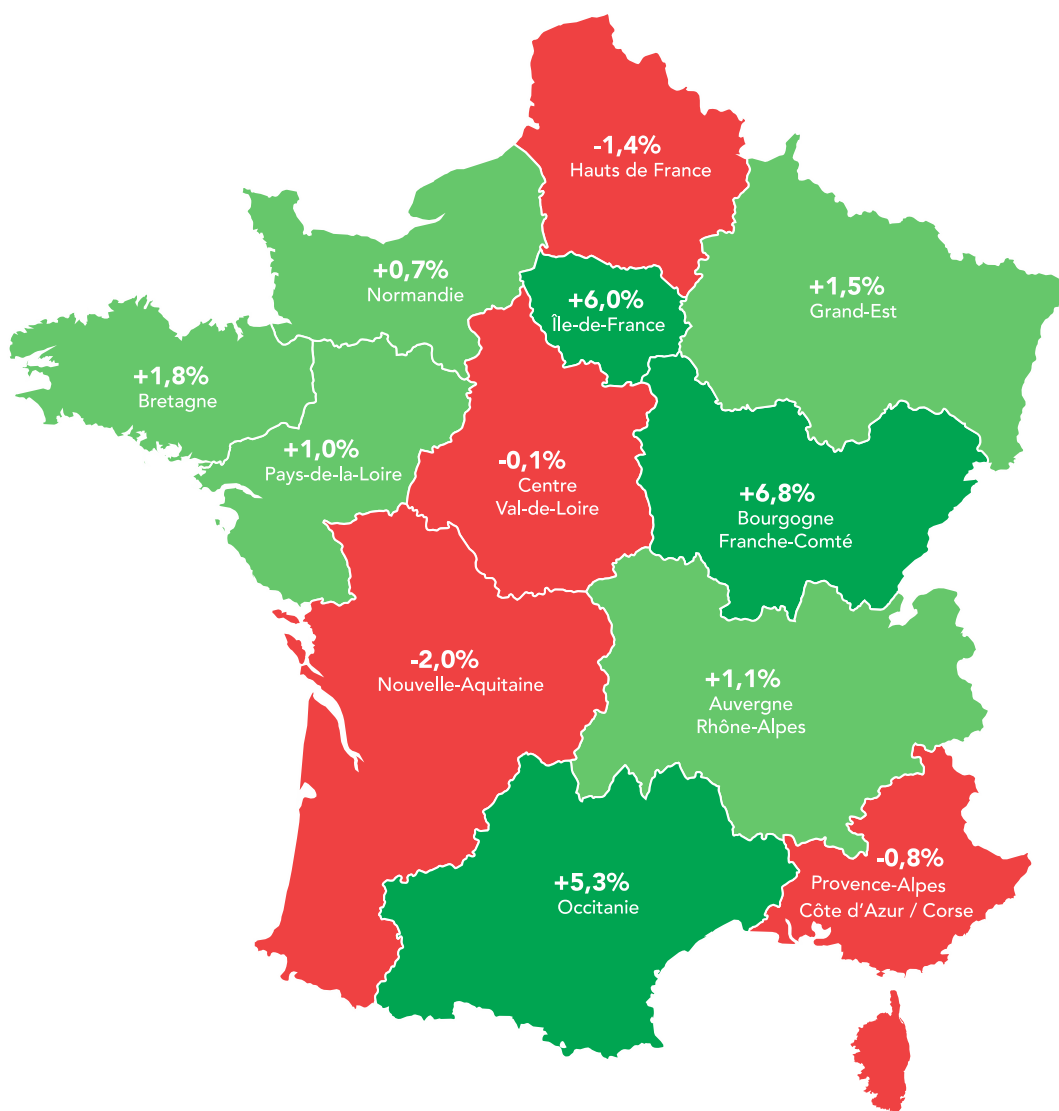 -1,4%
Hauts de France
+0,7%
Normandie
+6,0%
Île-de-France
+1,5%
Grand-Est
+1,8%
Bretagne
+1,0%
Pays-de-la-Loire
-0,1%
Centre
Val-de-Loire
+6,8%
Bourgogne
Franche-Comté
-2,0%
Nouvelle-Aquitaine
+1,1%
Auvergne
Rhône-Alpes
+5,3%
Occitanie
-0,8%
Provence-Alpes
Côte d'Azur / Corse